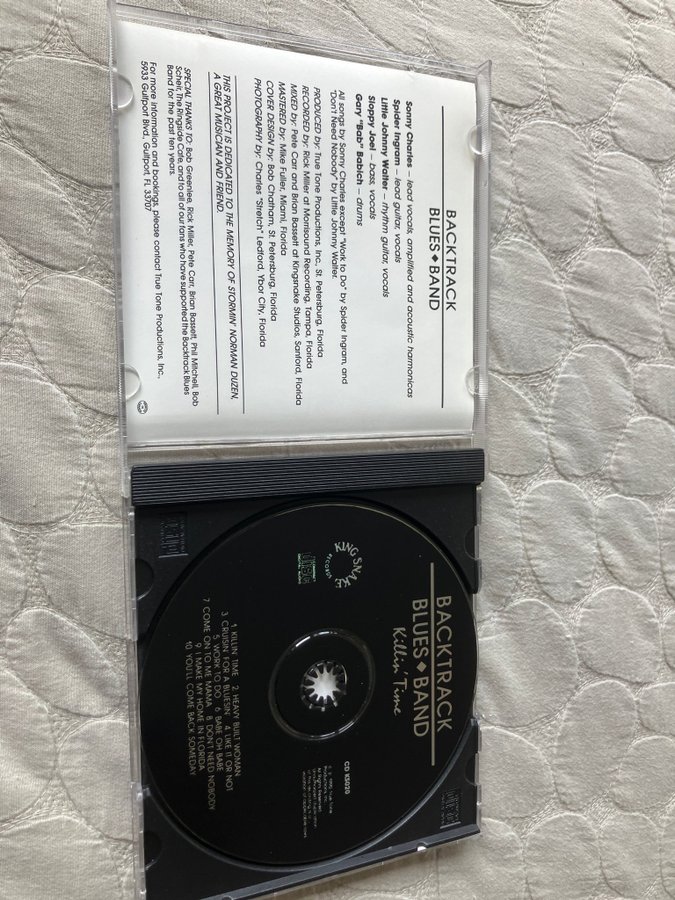 BACKTRACK
BLUES◆BAND
Sonny Charles – lead vocals, amplified and acoustic harmonicas
Spider Ingram – lead guitar, vocals
Little Johnny Walter – rhythm guitar, vocals
Sloppy Joel – bass, vocals
Gary "Bab" Babich – drums
All songs by Sonny Charles except "Work to Do" by Spider Ingram, and
"Don't Need Nobody" by Little Johnny Walter.
PRODUCED by: True Tone Productions, Inc., St. Petersburg, Florida
RECORDED by: Rick Miller at Morrisound Recording, Tampa, Florida
MIXED by: Pete Carr and Brian Bassett at Kingsnake Studios, Sanford, Florida
MASTERED by: Mike Fuller, Miami, Florida
COVER DESIGN by: Bob Chatham, St. Petersburg, Florida
PHOTOGRAPHY by: Charles "Stretch" Ledford, Ybor City, Florida
THIS PROJECT IS DEDICATED TO THE MEMORY OF STORMIN' NORMAN DUZEN,
A GREAT MUSICIAN AND FRIEND.
SPECIAL THANKS TO: Bob Greenlee, Rick Miller, Pete Carr, Brian Bassett, Phil Mitchell, Bob
Scheir, The Ringside Cafe, and to all of our fans who have supported the Backtrack Blues
Band for the past ten years.
For more information and bookings, please contact True Tone Productions, Inc.,
5933 Gulfport Blvd., Gulfport, FL 33707
BACKTRACK
BLUES◆BAND
Killin' Time
KING SNAKE
RECORDS
COMPACT
disc
DIGITAL AUDIO
CD KS020
1. KILLIN TIME 2. HEAVY BUILT WOMAN
3. CRUISIN' FOR A BLUESIN' 4. LIKE IT OR NOT
5. WORK TO DO 6. BABE OH BABE
7. COME ON TO ME MAMA 8. DON'T NEED NOBODY
9. I MAKE MY HOME IN FLORIDA
10. YOU'LL COME BACK SOMEDAY